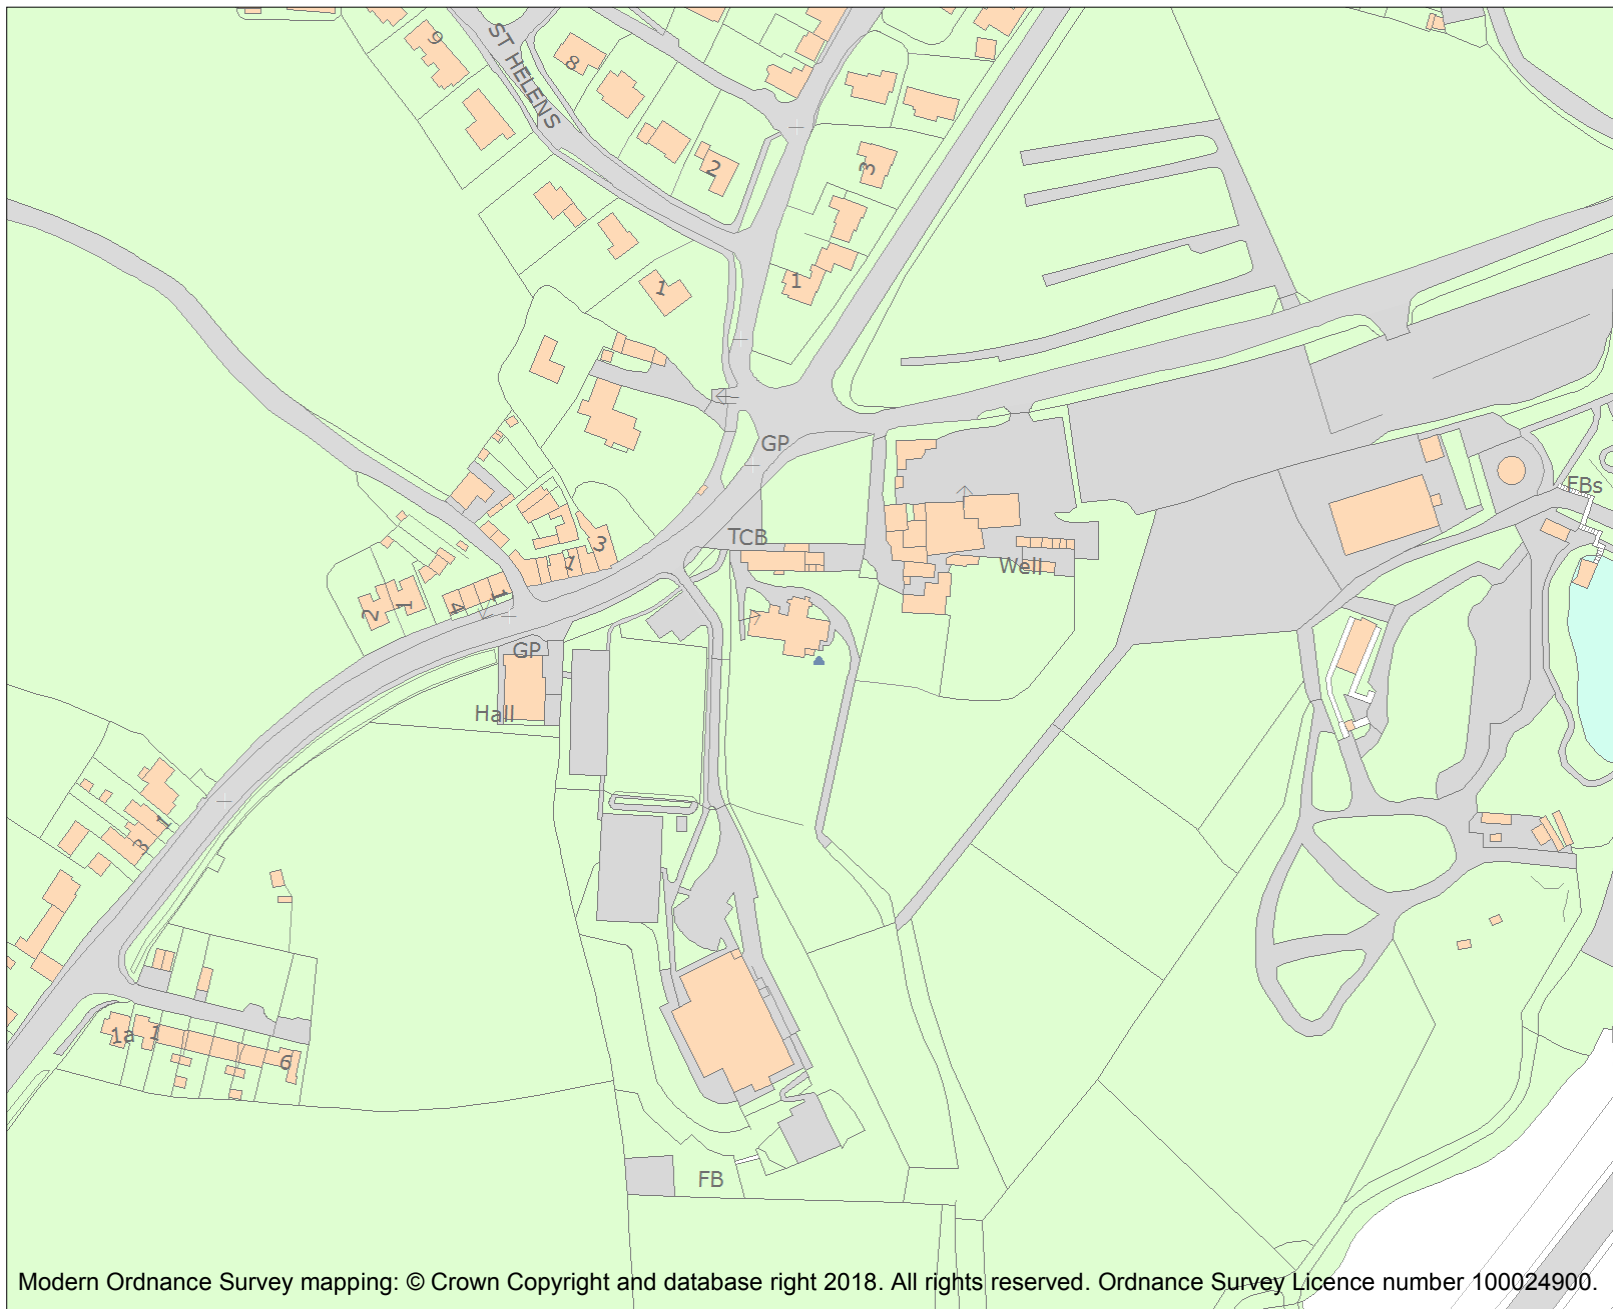 9
8
ST HELENS
2
3
1
1
GP
FBs
TCB
3
1
Well
1
4
1
2
GP
Hall
1
3
1a
1
6
FB
Modern Ordnance Survey mapping: © Crown Copyright and database right 2018. All rights reserved. Ordnance Survey Licence number 100024900.